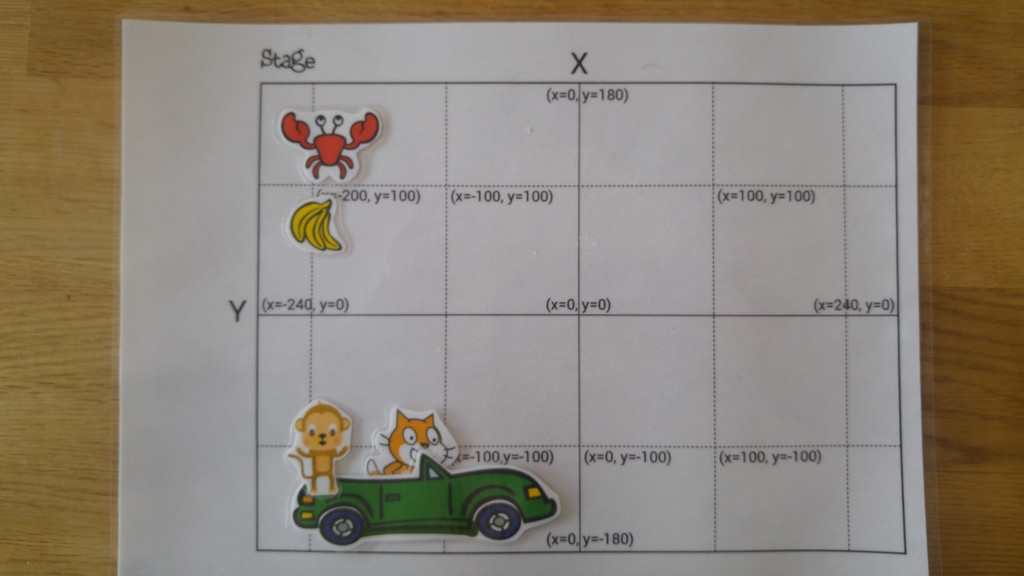 Stage
X
(x=0,y=180)
-200, y=100)
(x=-100, y=100)
(x=100, y=100)
Y
(x=-240, y=0)
(x=0,y=0)
(x=240, y=0)
x=-100,y=-100)
(x=0, y=-100)
(x=100, y=-100)
(x=0,y=-180)